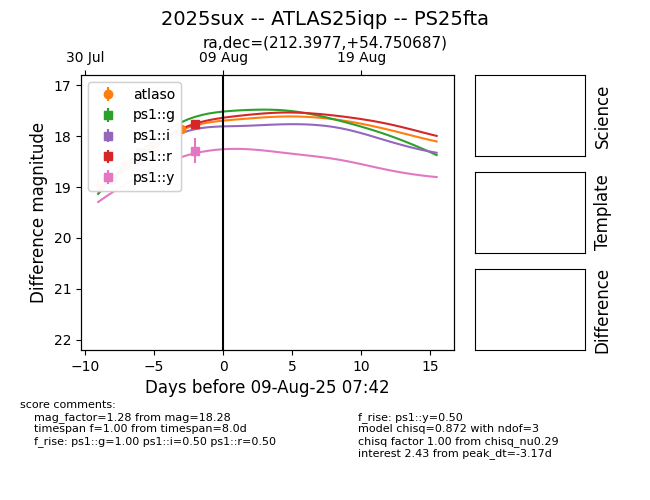 2025sux -- ATLAS25iqp -- PS25fta
ra,dec=(212.3977,+54.750687)
30 Jul 09 Aug 19 Aug
17
18
19
20
21
22
Difference magnitude
atlaso
ps1::g
ps1::i
ps1::r
ps1::y
−10 −5 0 5 10 15
Days before 09-Aug-25 07:42
Science
Template
Difference
score comments:
mag_factor=1.28 from mag=18.28
timespan f=1.00 from timespan=8.0d
f_rise: ps1::g=1.00 ps1::i=0.50 ps1::r=0.50
f_rise: ps1::y=0.50
model chisq=0.872 with ndof=3
chisq factor 1.00 from chisq_nu0.29
interest 2.43 from peak_dt=-3.17d